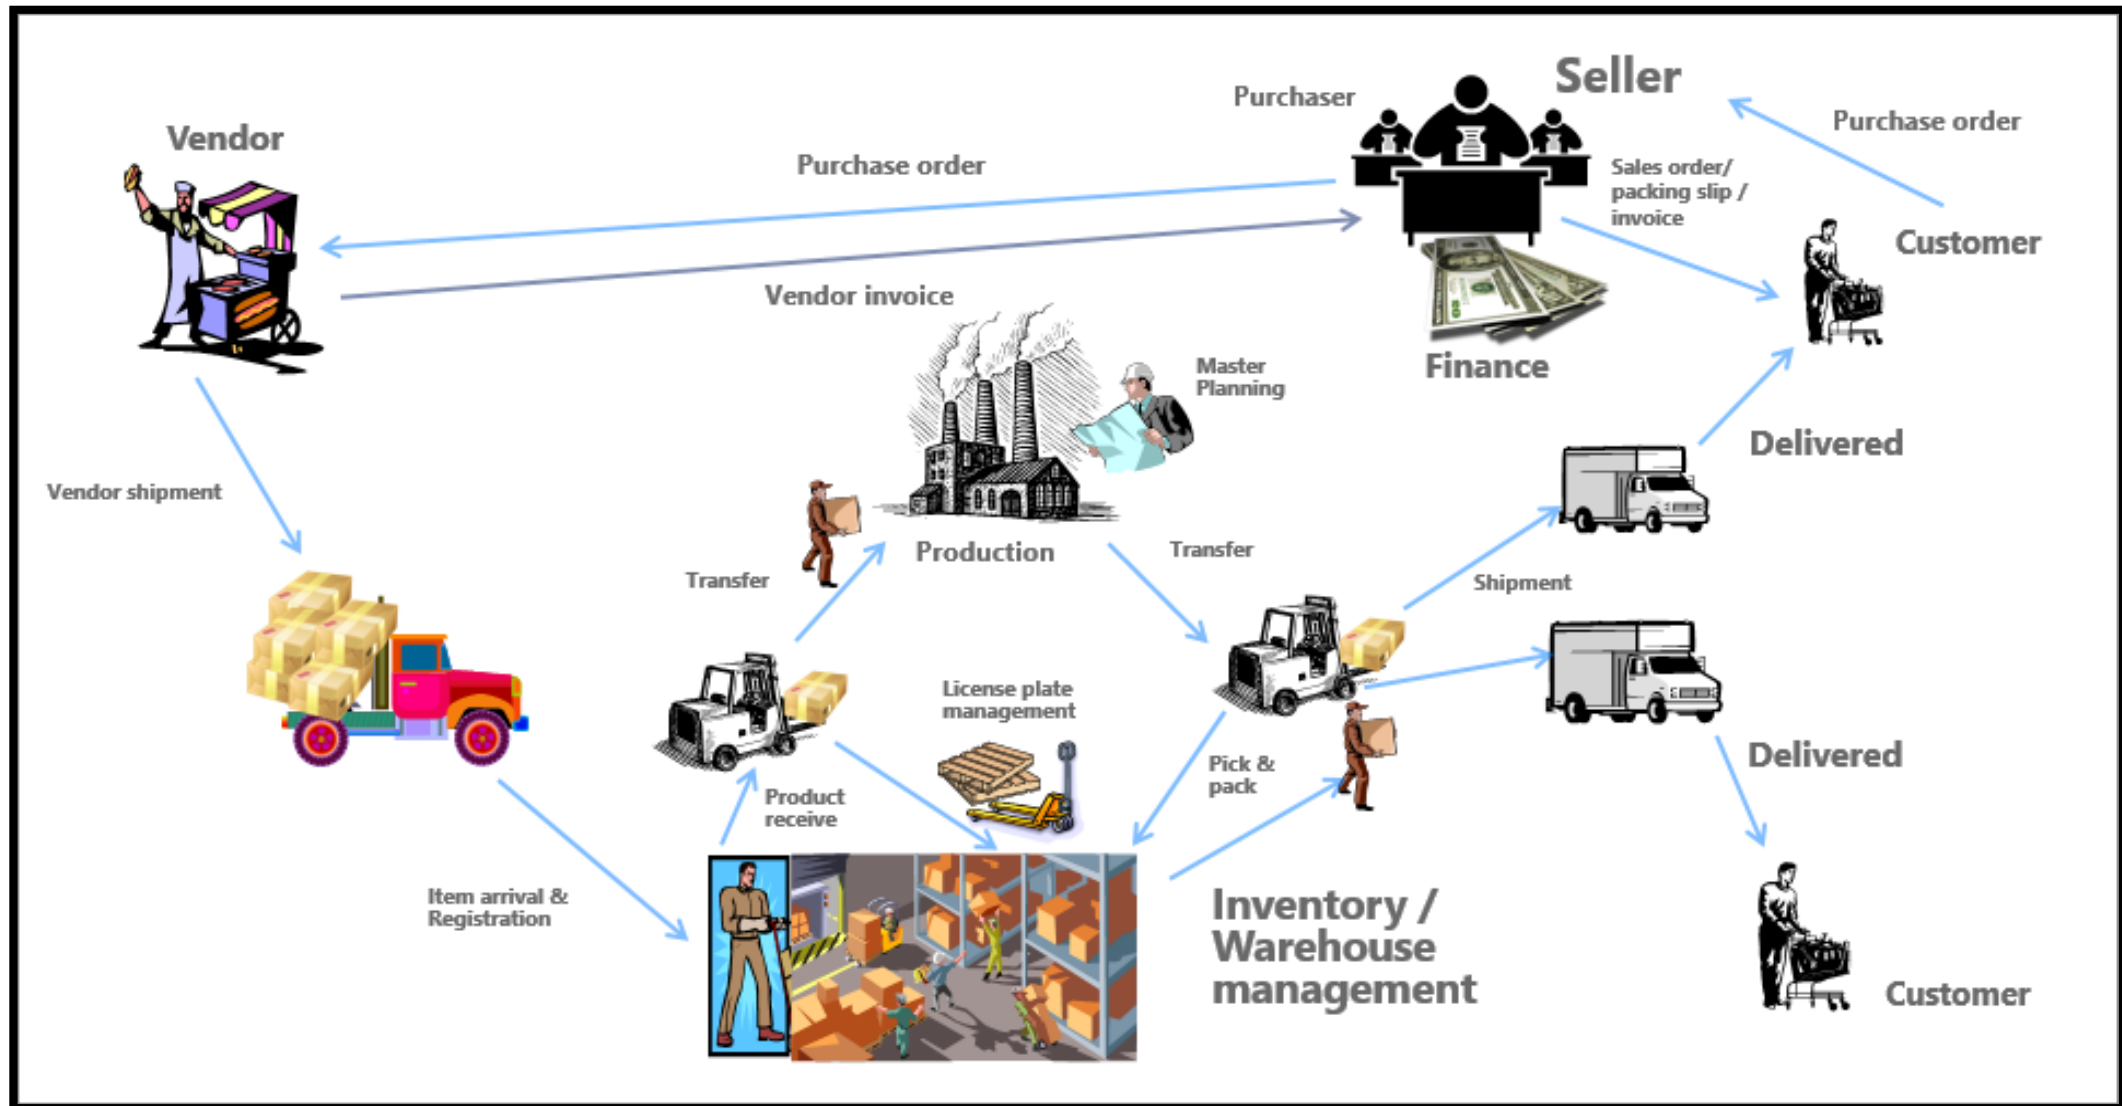 Seller
Purchaser
Purchase order
Vendor
Purchase order
Sales order/
packing slip /
invoice
Customer
Vendor invoice
Master
Planning
Finance
Delivered
Vendor shipment
Production
Transfer
Transfer
Shipment
License plate
management
Delivered
Pick &
pack
Product
receive
Item arrival &
Registration
Inventory /
Warehouse
management
Customer